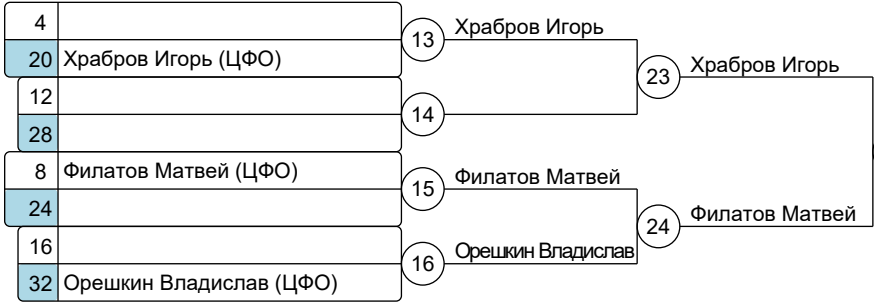 4
13
Храбров Игорь
20 Храбров Игорь (ЦФО)
23
Храбров Игорь
12
14
28
8 Филатов Матвей (ЦФО)
15
Филатов Матвей
24
24
Филатов Матвей
16
16
Орешкин Владислав
32 Орешкин Владислав (ЦФО)